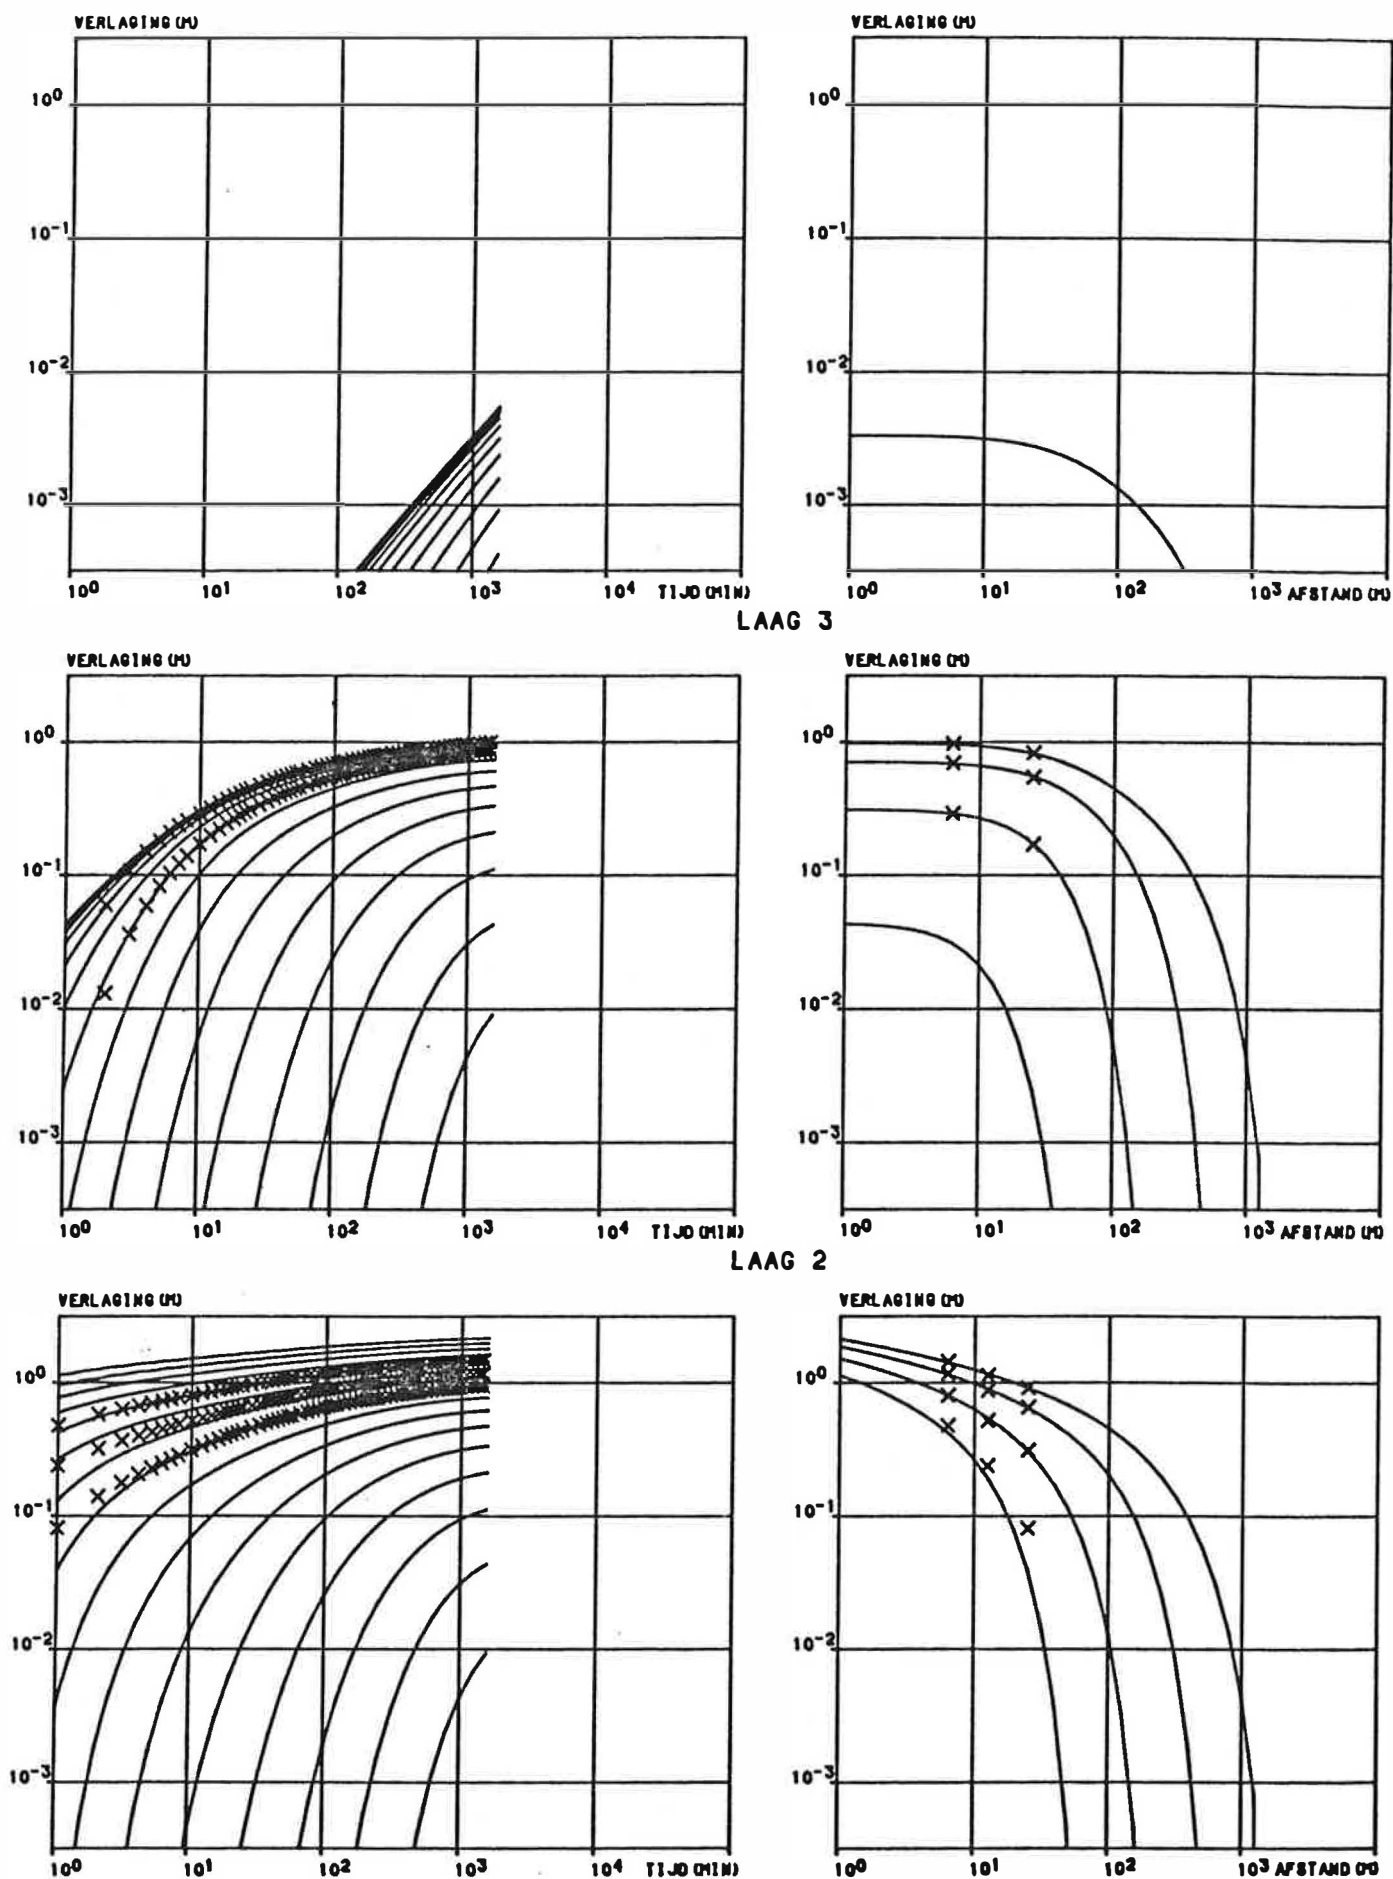 VERLAGING (M) VERLAGING (M)
10⁰ 10⁰
10⁻¹ 10⁻¹
10⁻² 10⁻²
10⁻³ 10⁻³
10⁰ 10¹ 10² 10³ 10⁴ TIJD (MIN) 10⁰ 10¹ 10² 10³ AFSTAND (M)
LAAG 3
VERLAGING (M) VERLAGING (M)
10⁰ 10⁰
10⁻¹ 10⁻¹
10⁻² 10⁻²
10⁻³ 10⁻³
10⁰ 10¹ 10² 10³ 10⁴ TIJD (MIN) 10⁰ 10¹ 10² 10³ AFSTAND (M)
LAAG 2
VERLAGING (M) VERLAGING (M)
10⁰ 10⁰
10⁻¹ 10⁻¹
10⁻² 10⁻²
10⁻³ 10⁻³
10⁰ 10¹ 10² 10³ 10⁴ TIJD (MIN) 10⁰ 10¹ 10² 10³ AFSTAND (M)